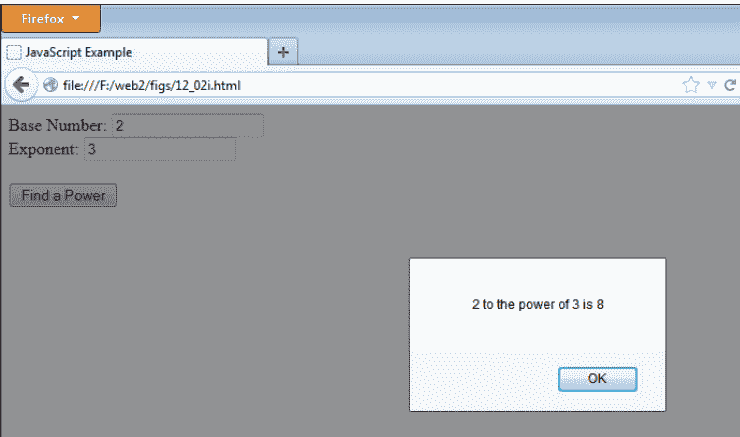 Firefox
JavaScript Example
file:///F:/web2/figs/12_02i.html
Base Number: 2
Exponent: 3
Find a Power
2 to the power of 3 is 8
OK